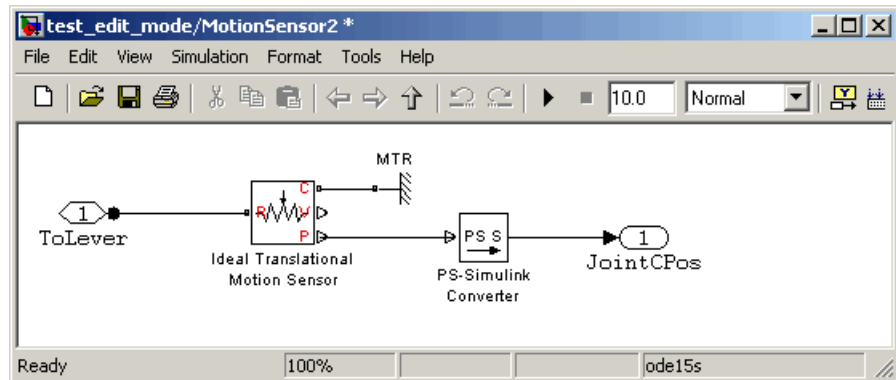 test_edit_mode/MotionSensor2 *
File Edit View Simulation Format Tools Help
10.0 Normal
MTR
C
1 R V
ToLever P PS S 1
Ideal Translational JointCPos
Motion Sensor PS-Simulink
Converter
Ready 100% ode15s